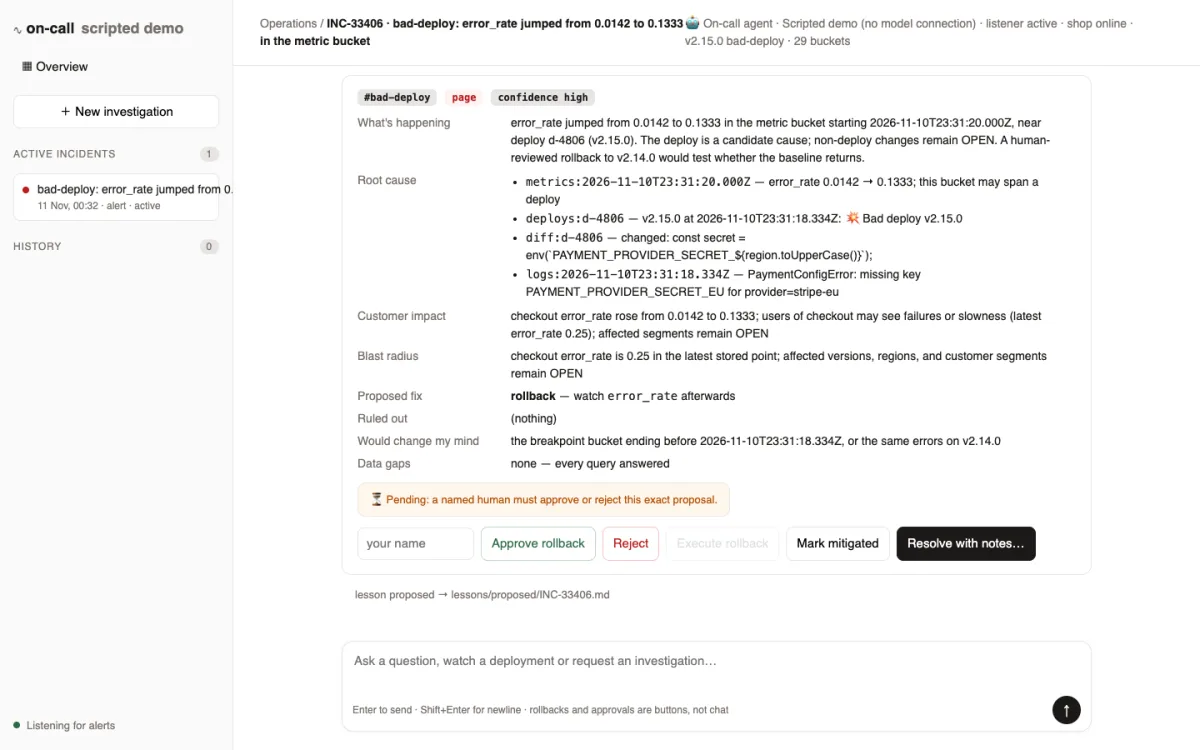 on-call scripted demo
Overview
+ New investigation
ACTIVE INCIDENTS 1
bad-deploy: error_rate jumped from 0.
11 Nov, 00:32 · alert · active
HISTORY 0
Listening for alerts
Operations / INC-33406 · bad-deploy: error_rate jumped from 0.0142 to 0.1333
in the metric bucket
On-call agent · Scripted demo (no model connection) · listener active · shop online ·
v2.15.0 bad-deploy · 29 buckets
#bad-deploy page confidence high
What's happening
error_rate jumped from 0.0142 to 0.1333 in the metric bucket starting 2026-11-10T23:31:20.000Z, near
deploy d-4806 (v2.15.0). The deploy is a candidate cause; non-deploy changes remain OPEN. A human-
reviewed rollback to v2.14.0 would test whether the baseline returns.
Root cause
• metrics:2026-11-10T23:31:20.000Z — error_rate 0.0142 → 0.1333; this bucket may span a
deploy
• deploys:d-4806 — v2.15.0 at 2026-11-10T23:31:18.334Z: 💥 Bad deploy v2.15.0
• diff:d-4806 — changed: const secret =
env(`PAYMENT_PROVIDER_SECRET_${region.toUpperCase()}`);
• logs:2026-11-10T23:31:18.334Z — PaymentConfigError: missing key
PAYMENT_PROVIDER_SECRET_EU for provider=stripe-eu
Customer impact
checkout error_rate rose from 0.0142 to 0.1333; users of checkout may see failures or slowness (latest
error_rate 0.25); affected segments remain OPEN
Blast radius
checkout error_rate is 0.25 in the latest stored point; affected versions, regions, and customer segments
remain OPEN
Proposed fix
rollback — watch error_rate afterwards
Ruled out
(nothing)
Would change my mind
the breakpoint bucket ending before 2026-11-10T23:31:18.334Z, or the same errors on v2.14.0
Data gaps
none — every query answered
⏳ Pending: a named human must approve or reject this exact proposal.
your name
Approve rollback
Reject
Execute rollback
Mark mitigated
Resolve with notes…
lesson proposed → lessons/proposed/INC-33406.md
Ask a question, watch a deployment or request an investigation…
Enter to send · Shift+Enter for newline · rollbacks and approvals are buttons, not chat